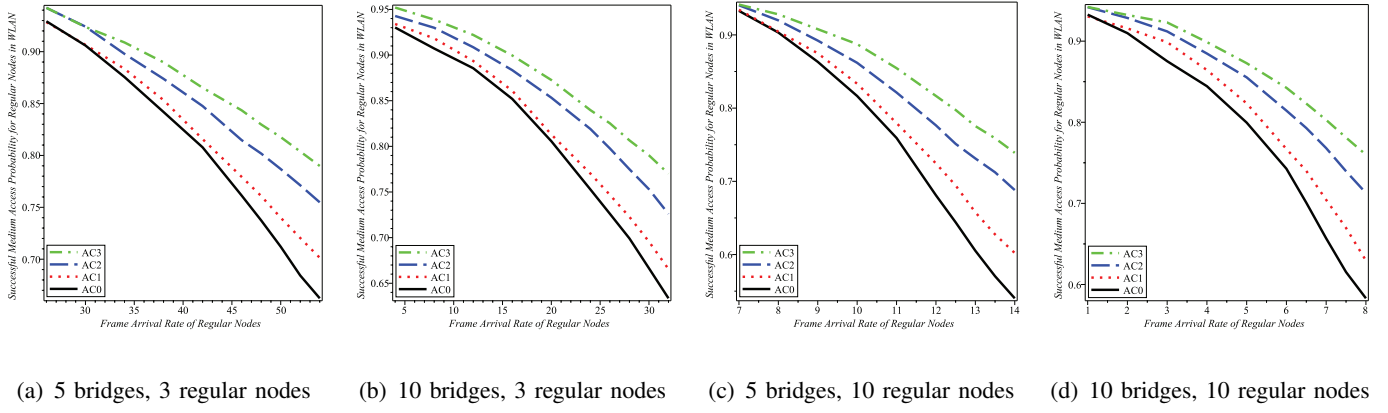 Successful Medium Access Probability for Regular Nodes in WLAN
0.90
0.85
0.80
0.75
0.70
AC3
AC2
AC1
AC0
30 40 50
Frame Arrival Rate of Regular Nodes
(a) 5 bridges, 3 regular nodes
Successful Medium Access Probability for Regular Nodes in WLAN
0.95
0.90
0.85
0.80
0.75
0.70
0.65
AC3
AC2
AC1
AC0
5 10 15 20 25 30
Frame Arrival Rate of Regular Nodes
(b) 10 bridges, 3 regular nodes
Successful Medium Access Probability for Regular Nodes in WLAN
0.9
0.8
0.7
0.6
AC3
AC2
AC1
AC0
7 8 9 10 11 12 13 14
Frame Arrival Rate of Regular Nodes
(c) 5 bridges, 10 regular nodes
Successful Medium Access Probability for Regular Nodes in WLAN
0.9
0.8
0.7
0.6
AC3
AC2
AC1
AC0
1 2 3 4 5 6 7 8
Frame Arrival Rate of Regular Nodes
(d) 10 bridges, 10 regular nodes